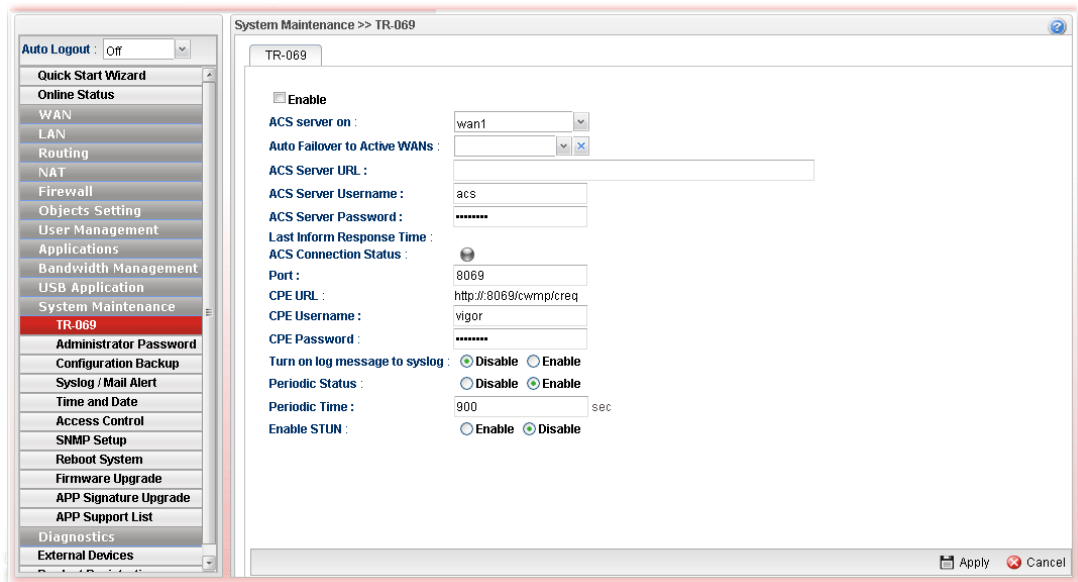 System Maintenance >> TR-069
Auto Logout : Off
Quick Start Wizard
Online Status
WAN
LAN
Routing
NAT
Firewall
Objects Setting
User Management
Applications
Bandwidth Management
USB Application
System Maintenance
TR-069
Administrator Password
Configuration Backup
Syslog / Mail Alert
Time and Date
Access Control
SNMP Setup
Reboot System
Firmware Upgrade
APP Signature Upgrade
APP Support List
Diagnostics
External Devices
TR-069
Enable
ACS server on : wan1
Auto Failover to Active WANs :
ACS Server URL :
ACS Server Username : acs
ACS Server Password : ••••••••
Last Inform Response Time :
ACS Connection Status :
Port : 8069
CPE URL : http://:8069/cwmp/creq
CPE Username : vigor
CPE Password : ••••••••
Turn on log message to syslog : Disable Enable
Periodic Status : Disable Enable
Periodic Time : 900 sec
Enable STUN : Enable Disable
Apply Cancel